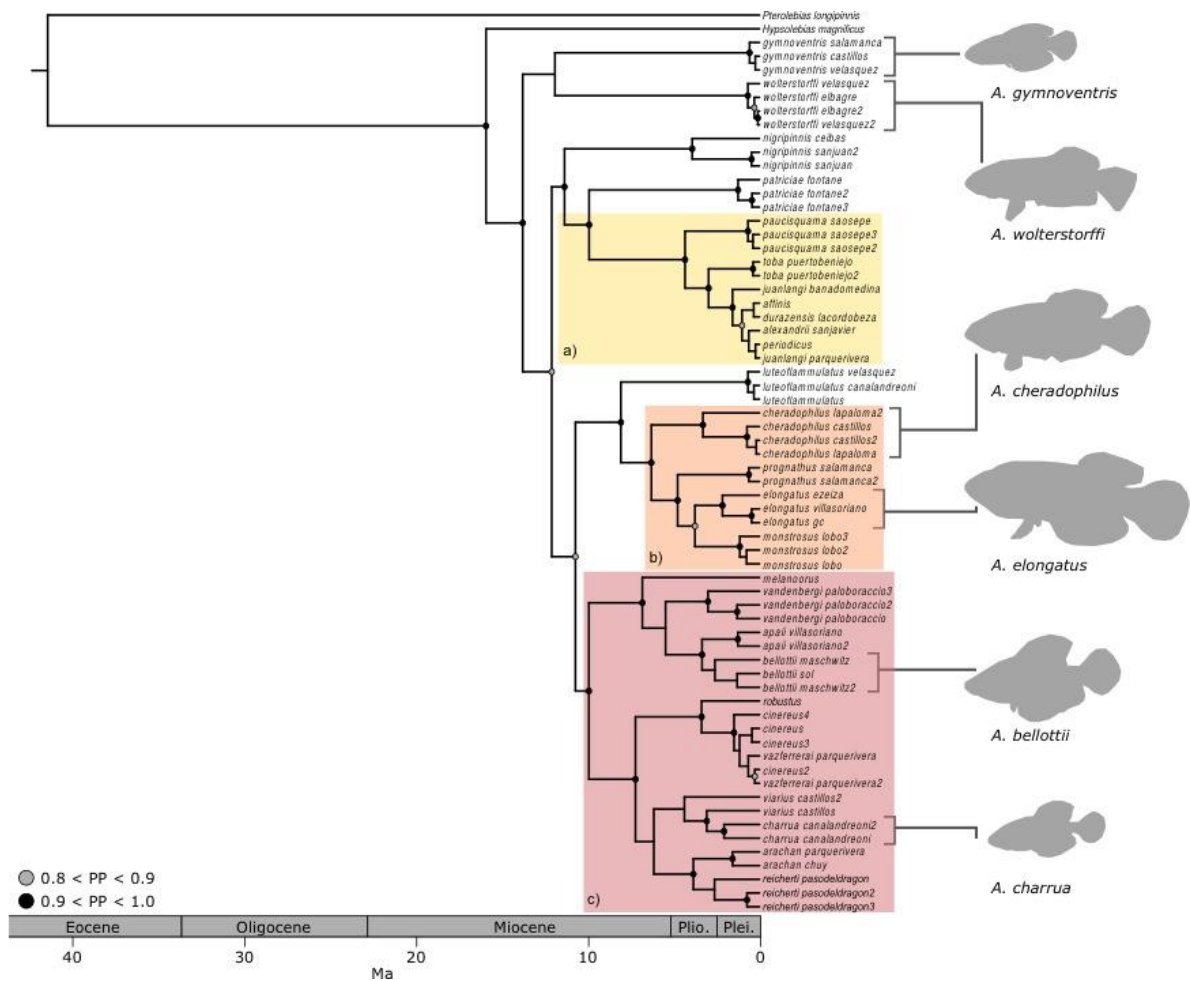 Pterolebias longipinnis
Hypsolebias magnificus
gymnoventris salamanca
gymnoventris castillos
gymnoventris velasquez
A. gymnoventris
wolterstorffi velasquez
wolterstorffi elbagre
wolterstorffi elbagre2
wolterstorffi velasquez2
nigripinnis ceibas
nigripinnis sanjuan2
nigripinnis sanjuan
patriciae fontane
patriciae fontane2
patriciae fontane3
A. wolterstorffi
paucisquama saosepe
paucisquama saosepe3
paucisquama saosepe2
toba puertobeniejo
toba puertobeniejo2
juanlangi banadomedina
affinis
durazensis lacordobeza
alexandrii sanjavier
periodicus
juanlangi parquerivera
a)
luteoflammulatus velasquez
luteoflammulatus canalandreoni
luteoflammulatus
A. cheradophilus
cheradophilus lapaloma2
cheradophilus castillos
cheradophilus castillos2
cheradophilus lapaloma
prognathus salamanca
prognathus salamanca2
elongatus ezeiza
elongatus villasoriano
elongatus gc
monstrosus lobo3
monstrosus lobo2
monstrosus lobo
b)
A. elongatus
melanoorus
vandenbergi paloboraccio3
vandenbergi paloboraccio2
vandenbergi paloboraccio
apaii villasoriano
apaii villasoriano2
bellottii maschwitz
bellottii sol
bellottii maschwitz2
A. bellottii
robustus
cinereus4
cinereus
cinereus3
vazferrerai parquerivera
cinereus2
vazferrerai parquerivera2
viarius castillos2
viarius castillos
charrua canalandreoni2
charrua canalandreoni
arachan parquerivera
arachan chuy
reicherti pasodeldragon
reicherti pasodeldragon2
reicherti pasodeldragon3
c)
A. charrua
0.8 < PP < 0.9
0.9 < PP < 1.0
Eocene Oligocene Miocene Plio. Plei.
40 30 20 10 0
Ma